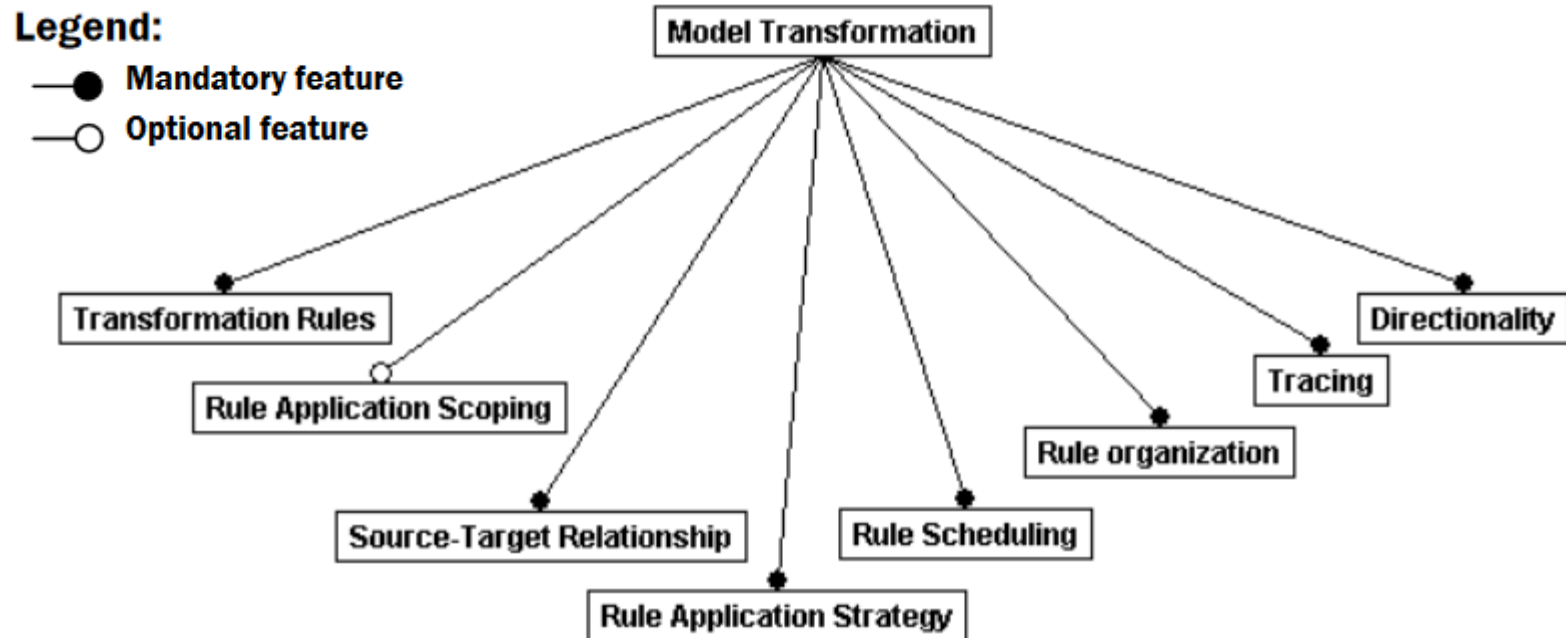 Legend:
Mandatory feature
Optional feature
Model Transformation
Transformation Rules
Rule Application Scoping
Source-Target Relationship
Rule Application Strategy
Rule Scheduling
Rule organization
Tracing
Directionality